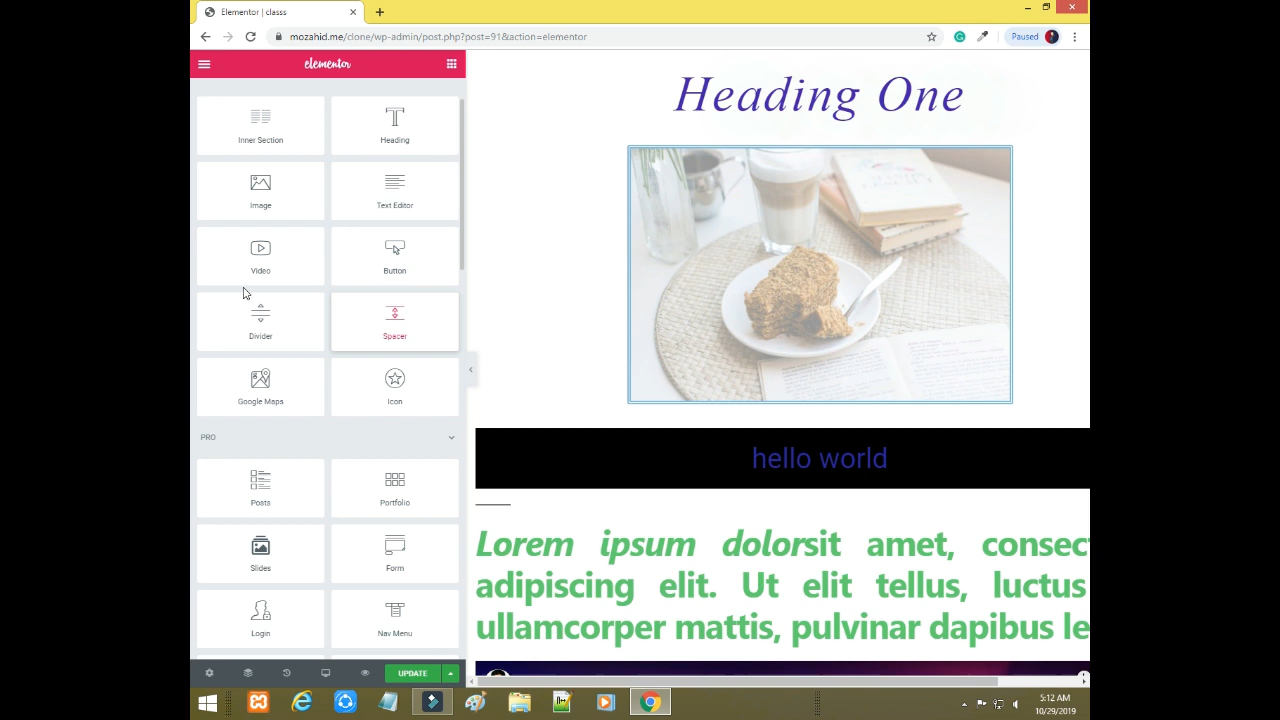 Elementor | classs
mozahid.me/clone/wp-admin/post.php?post=91&action=elementor
Paused
elementor
Inner Section
Heading
Image
Text Editor
Video
Button
Divider
Spacer
Google Maps
Icon
PRO
Posts
Portfolio
Slides
Form
Login
Nav Menu
UPDATE
Heading One
hello world
Lorem ipsum dolorsit amet, consect
adipiscing elit. Ut elit tellus, luctus
ullamcorper mattis, pulvinar dapibus le
5:12 AM
10/29/2019